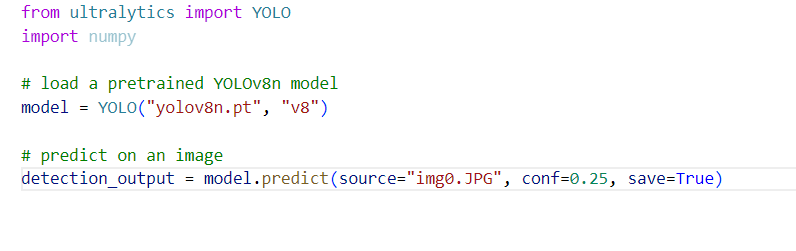 from ultralytics import YOLO
import numpy
# load a pretrained YOLOv8n model
model = YOLO("yolov8n.pt", "v8")
# predict on an image
detection_output = model.predict(source="img0.JPG", conf=0.25, save=True)